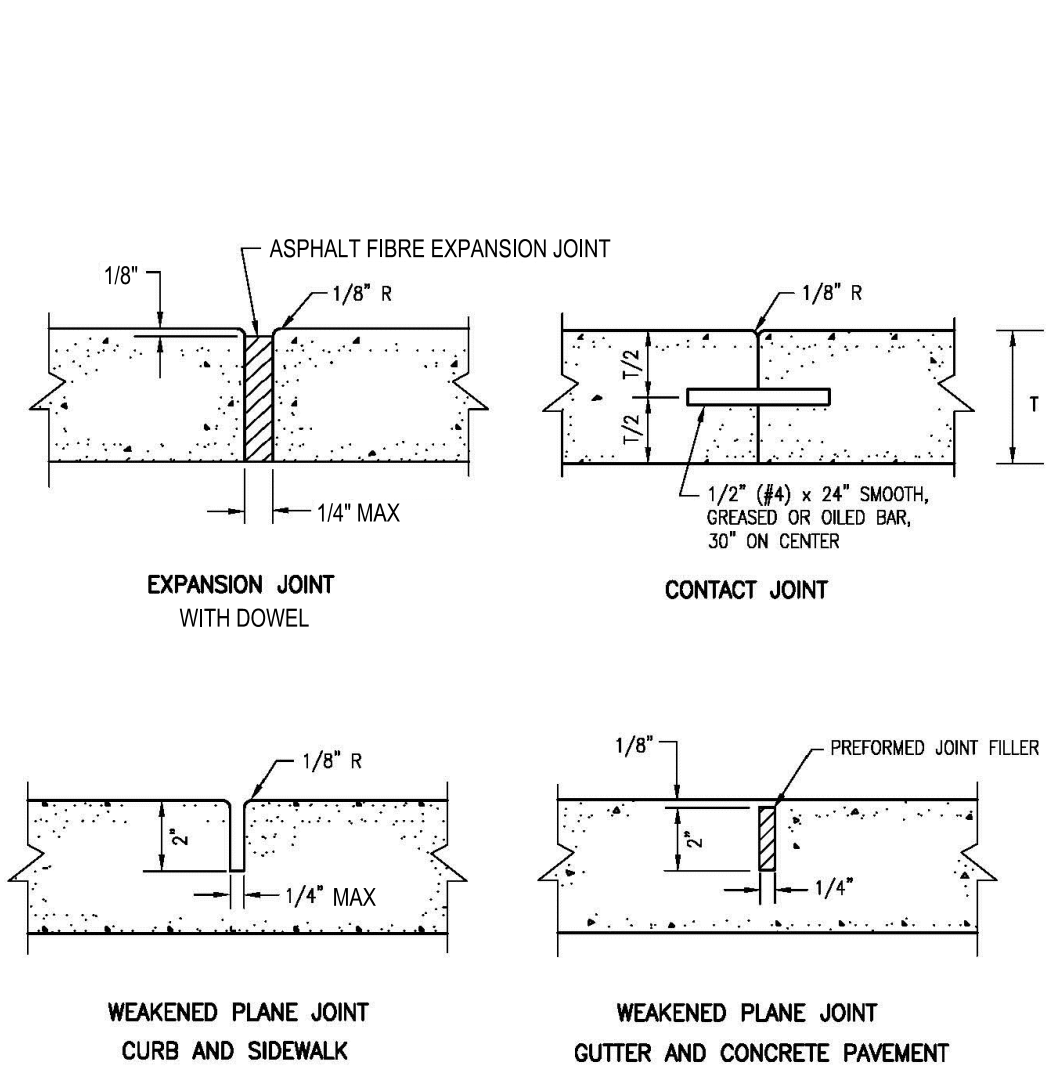 ASPHALT FIBRE EXPANSION JOINT
1/8"
1/8" R
1/4" MAX
EXPANSION JOINT
WITH DOWEL
1/8" R
T/2
T/2
T
1/2" (#4) x 24" SMOOTH,
GREASED OR OILED BAR,
30" ON CENTER
CONTACT JOINT
1/8" R
2"
1/4" MAX
WEAKENED PLANE JOINT
CURB AND SIDEWALK
1/8"
PREFORMED JOINT FILLER
2"
1/4"
WEAKENED PLANE JOINT
GUTTER AND CONCRETE PAVEMENT